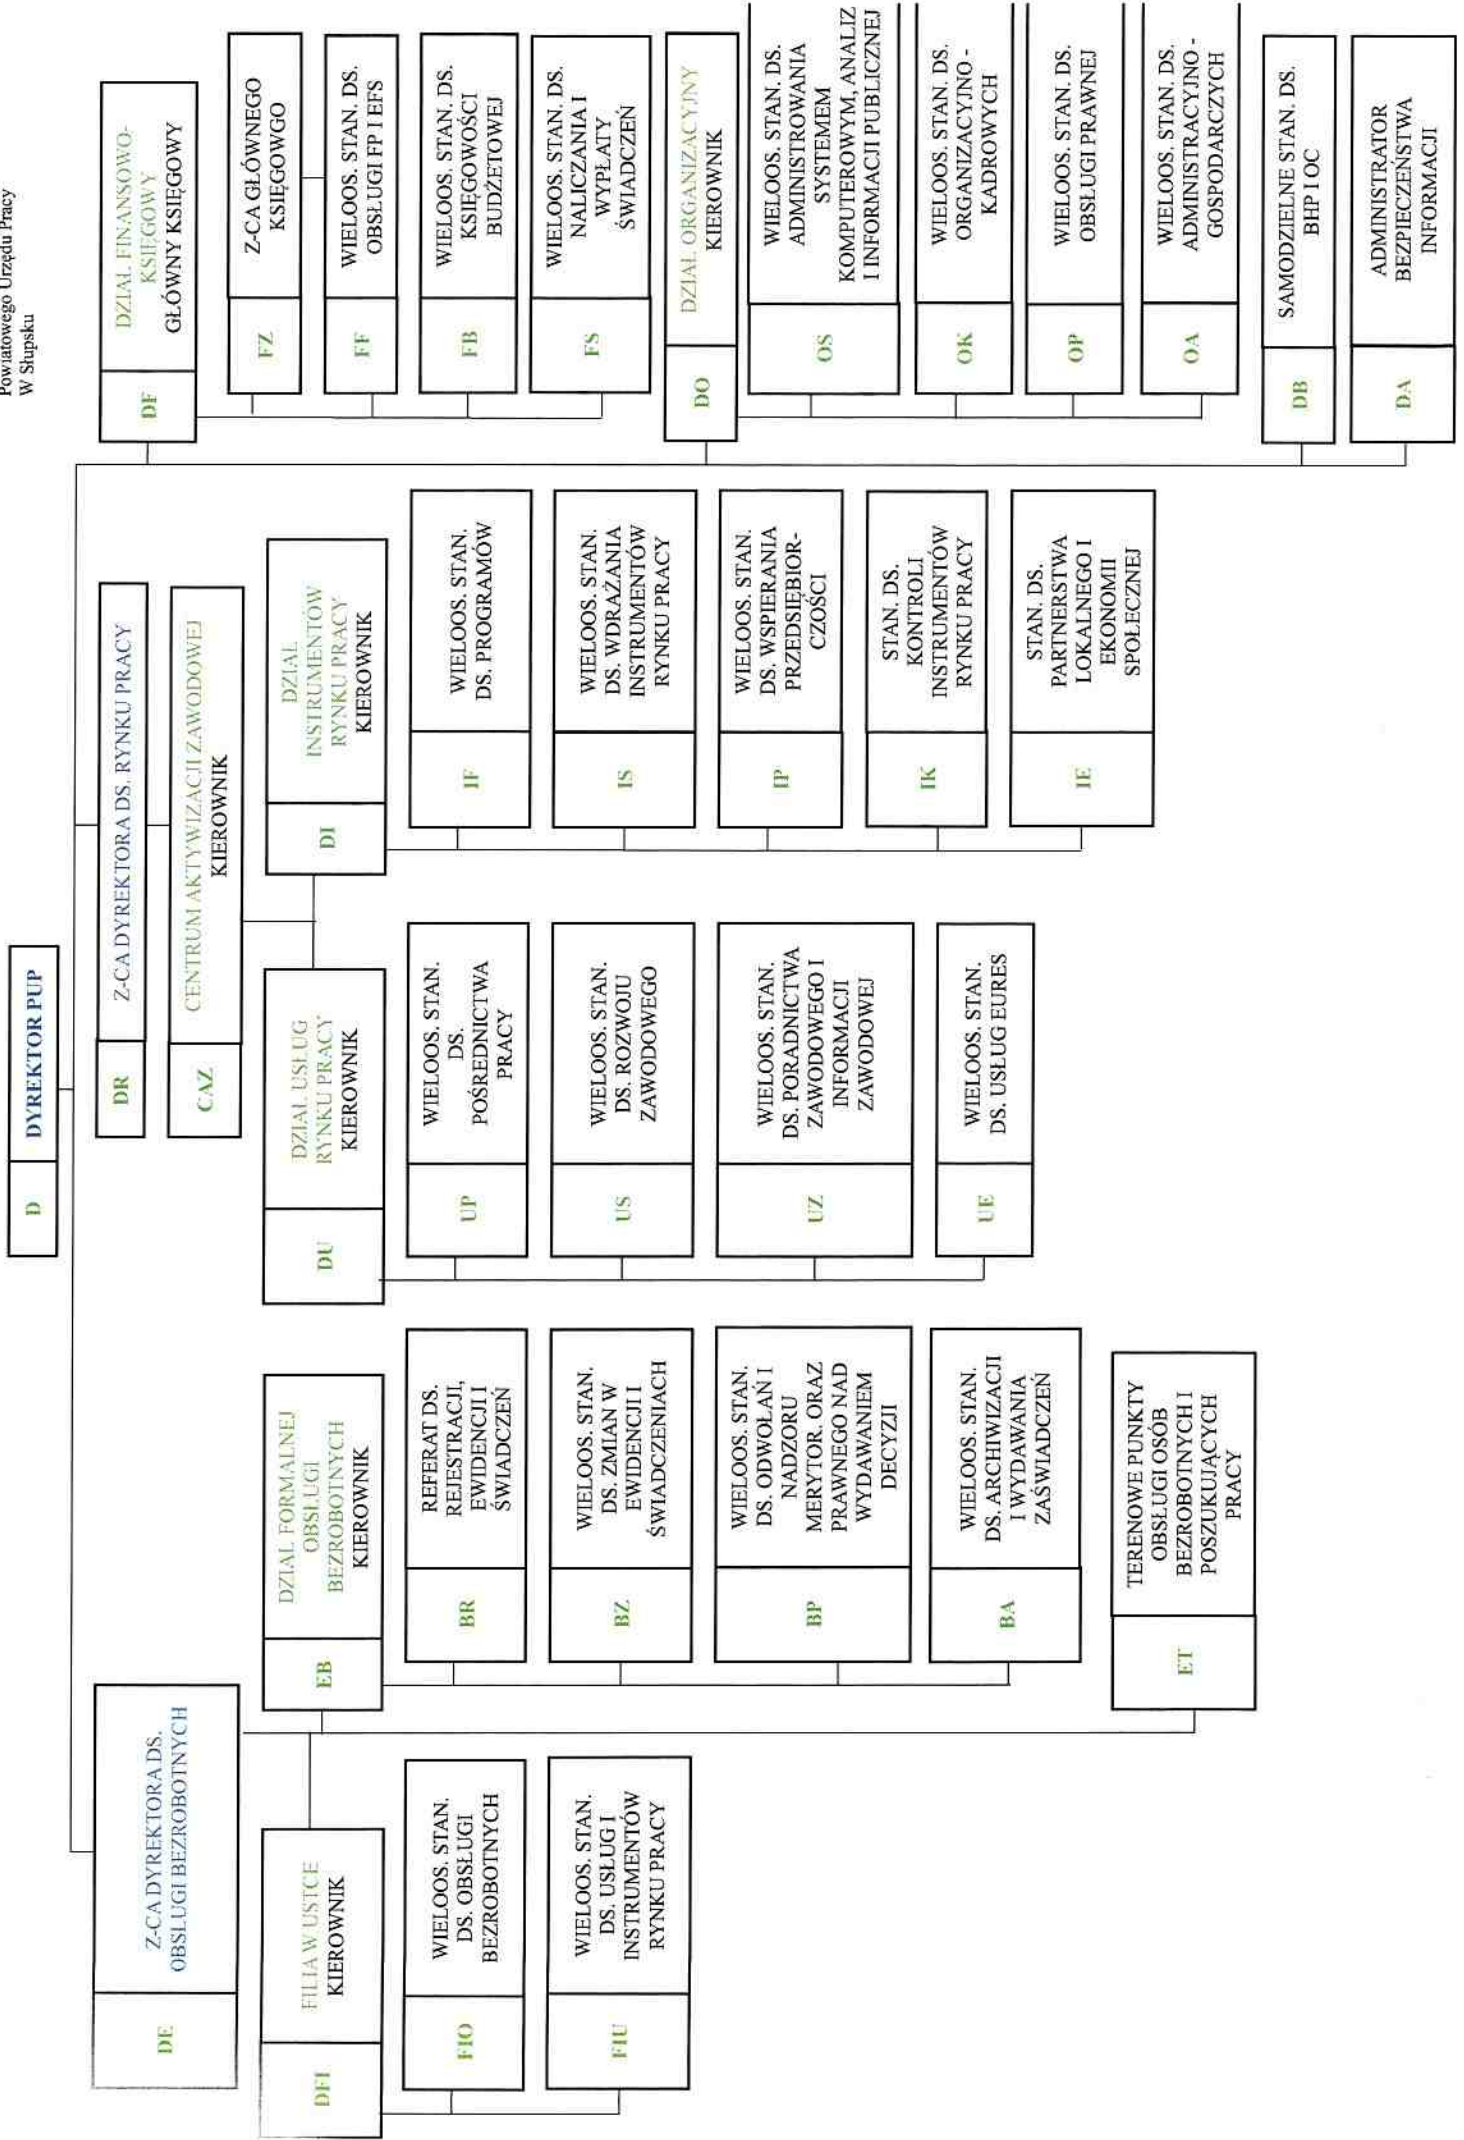 Powiatowego Urzędu Pracy
W Słupsku
D
DYREKTOR PUP
DE
Z-CA DYREKTORA DS.
OBSŁUGI BEZROBOTNYCH
DR
Z-CA DYREKTORA DS. RYNKU PRACY
CAZ
CENTRUM AKTYWIZACJI ZAWODOWEJ
KIEROWNIK
DFI
FILIA W USTCE
KIEROWNIK
FIO
WIELOOS. STAN.
DS. OBSŁUGI
BEZROBOTNYCH
FIU
WIELOOS. STAN.
DS. USŁUG I
INSTRUMENTÓW
RYNKU PRACY
EB
DZIAŁ FORMALNEJ
OBSŁUGI
BEZROBOTNYCH
KIEROWNIK
BR
REFERAT DS.
REJESTRACJI,
EWIDENCJI I
ŚWIADCZEŃ
BZ
WIELOOS. STAN.
DS. ZMIAN W
EWIDENCJI I
ŚWIADCZENIACH
BP
WIELOOS. STAN.
DS. ODWOŁAŃ I
NADZORU
MERYTOR. ORAZ
PRAWNEGO NAD
WYDAWANIEM
DECYZJI
BA
WIELOOS. STAN.
DS. ARCHIWIZACJI
I WYDAWANIA
ZAŚWIADCZEŃ
ET
TERENOWE PUNKTY
OBSŁUGI OSÓB
BEZROBOTNYCH I
POSZUKUJĄCYCH
PRACY
DU
DZIAŁ USŁUG
RYNKU PRACY
KIEROWNIK
UP
WIELOOS. STAN.
DS.
POŚREDNICTWA
PRACY
US
WIELOOS. STAN.
DS. ROZWOJU
ZAWODOWEGO
UZ
WIELOOS. STAN.
DS. PORADNICTWA
ZAWODOWEGO I
INFORMACJI
ZAWODOWEJ
UE
WIELOOS. STAN.
DS. USŁUG EURES
DI
DZIAŁ
INSTRUMENTÓW
RYNKU PRACY
KIEROWNIK
IF
WIELOOS. STAN.
DS. PROGRAMÓW
IS
WIELOOS. STAN.
DS. WDRAŻANIA
INSTRUMENTÓW
RYNKU PRACY
IP
WIELOOS. STAN.
DS. WSPIERANIA
PRZEDSIĘBIOR-
CZOŚCI
IK
STAN. DS.
KONTROLI
INSTRUMENTÓW
RYNKU PRACY
IE
STAN. DS.
PARTNERSTWA
LOKALNEGO I
EKONOMII
SPOŁECZNEJ
DF
DZIAŁ FINANSOWO-
KSIĘGOWY
GŁÓWNY KSIĘGOWY
FZ
Z-CA GŁÓWNEGO
KSIĘGOWGO
FF
WIELOOS. STAN. DS.
OBSŁUGI FP I EFS
FB
WIELOOS. STAN. DS.
KSIĘGOWOŚCI
BUDŻETOWEJ
FS
WIELOOS. STAN. DS.
NALICZANIA I
WYPŁATY
ŚWIADCZEŃ
DO
DZIAŁ ORGANIZACYJNY
KIEROWNIK
OS
WIELOOS. STAN. DS.
ADMINISTROWANIA
SYSTEMEM
KOMPUTEROWYM, ANALIZ
I INFORMACJI PUBLICZNEJ
OK
WIELOOS. STAN. DS.
ORGANIZACYJNO -
KADROWYCH
OP
WIELOOS. STAN. DS.
OBSŁUGI PRAWNEJ
OA
WIELOOS. STAN. DS.
ADMINISTRACYJNO -
GOSPODARCZYCH
DB
SAMODZIELNE STAN. DS.
BHP I OC
DA
ADMINISTRATOR
BEZPIECZEŃSTWA
INFORMACJI